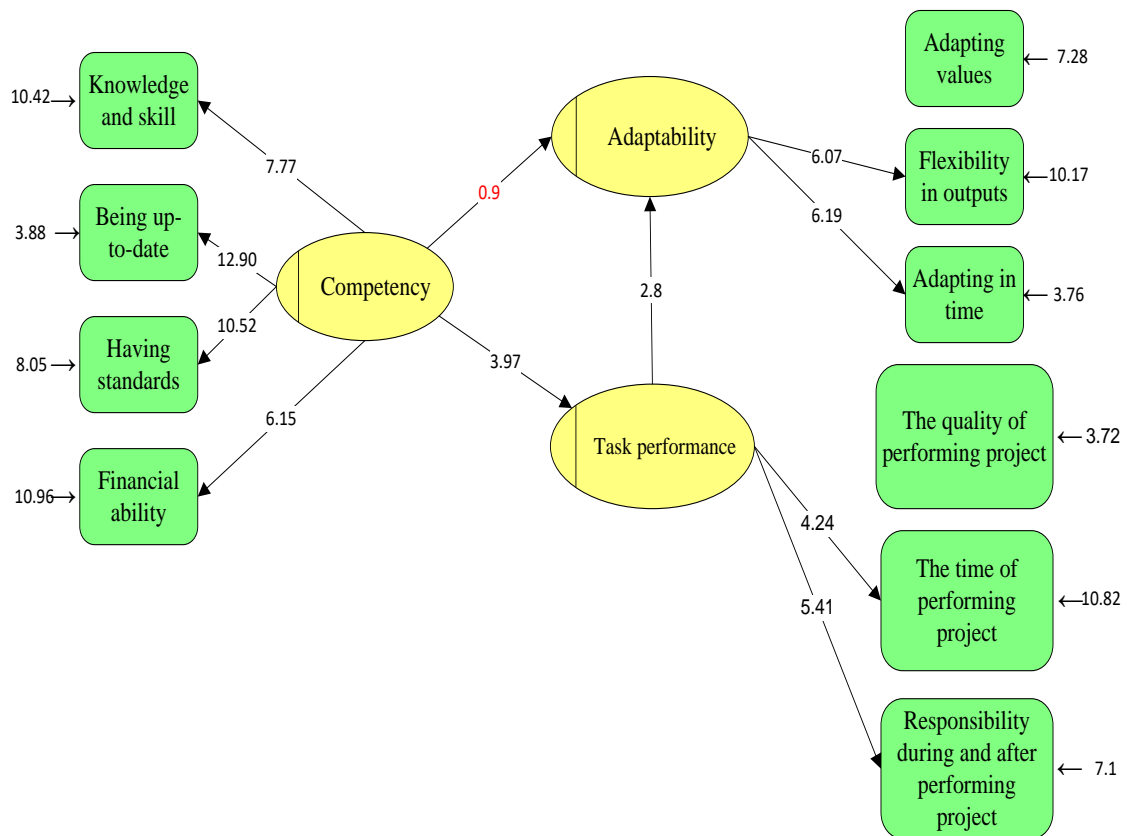 10.42
Knowledge
and skill
7.77
3.88
Being up-
to-date
12.90
8.05
Having
standards
10.52
10.96
Financial
ability
6.15
Competency
0.9
3.97
Adaptability
2.8
Task performance
6.07
6.19
4.24
5.41
Adapting
values
7.28
Flexibility
in outputs
10.17
Adapting in
time
3.76
The quality of
performing project
3.72
The time of
performing
project
10.82
Responsibility
during and after
performing
project
7.1